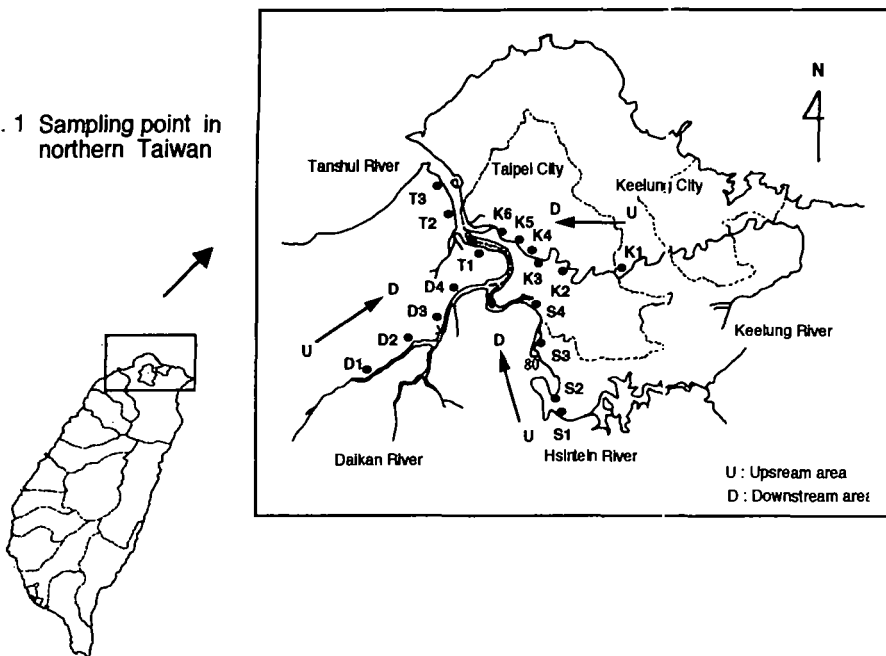 . 1 Sampling point in
northern Taiwan
N
Tanshui River
Taipei City
Keelung City
T3
T2
T1
K6
K5
K4
K3
K2
K1
D
U
D4
D3
D2
D1
D
U
S4
S3
80
S2
S1
D
U
Keelung River
Daikan River
Hsintein River
U : Upsream area
D : Downstream area